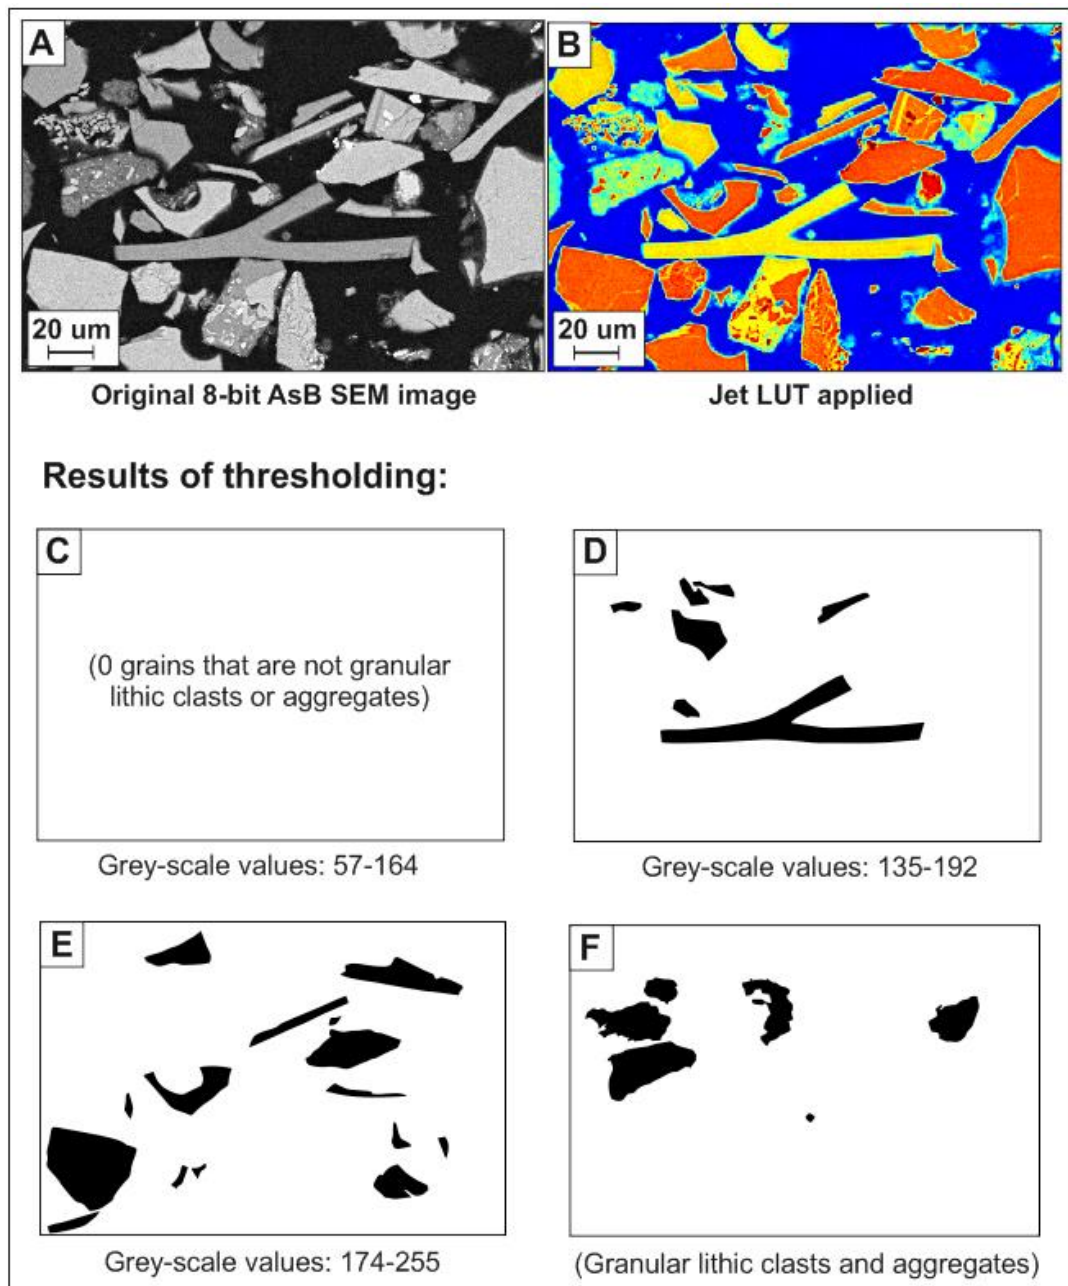 A
B
20 um
20 um
Original 8-bit AsB SEM image
Jet LUT applied
Results of thresholding:
C
D
(0 grains that are not granular
lithic clasts or aggregates)
Grey-scale values: 57-164
Grey-scale values: 135-192
E
F
Grey-scale values: 174-255
(Granular lithic clasts and aggregates)